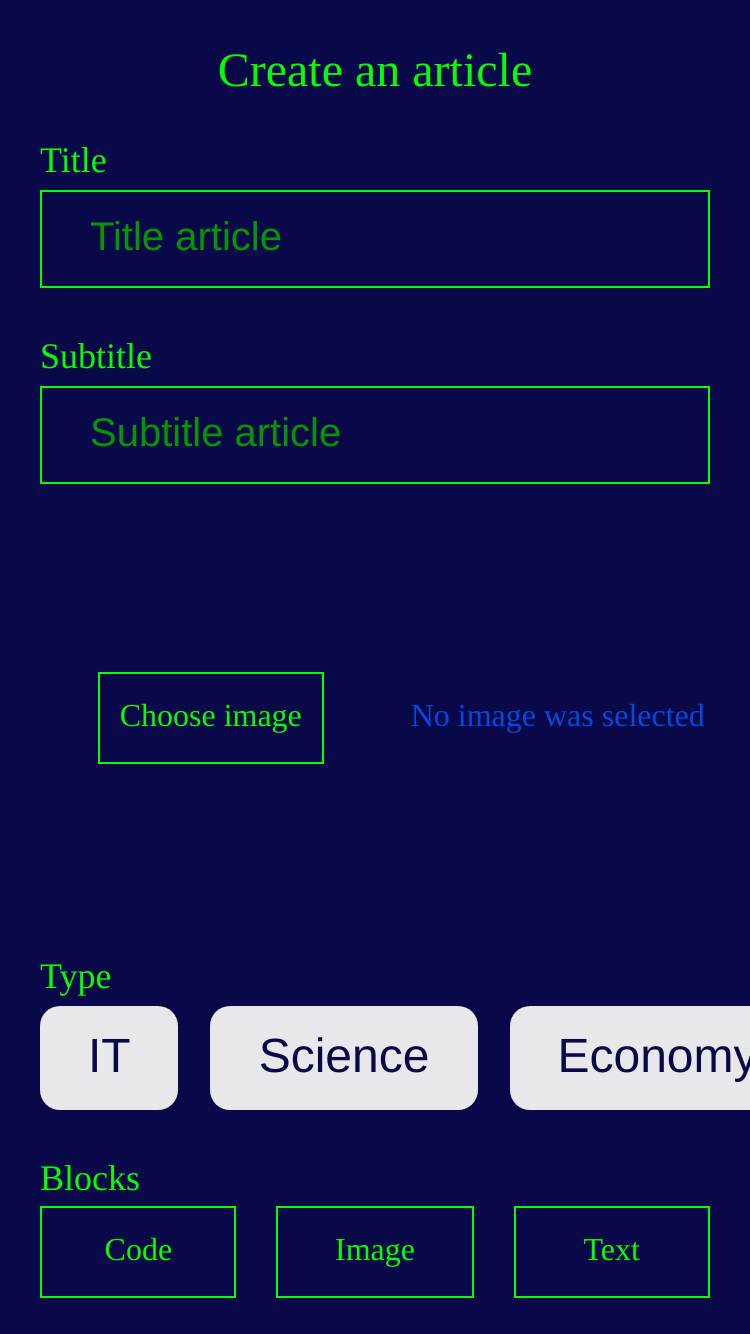 Create an article
Title
Title article
Subtitle
Subtitle article
Choose image
No image was selected
Type
IT
Science
Economy
Blocks
Code
Image
Text